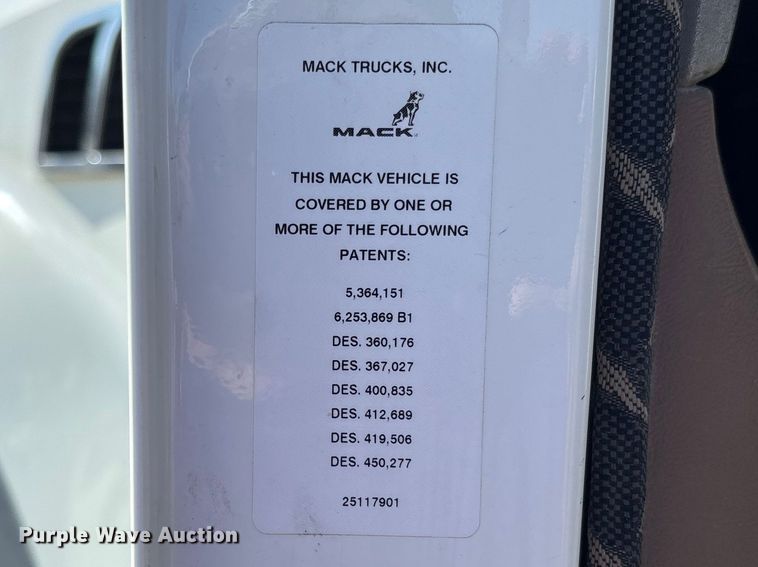 MACK TRUCKS, INC.
MACK
THIS MACK VEHICLE IS
COVERED BY ONE OR
MORE OF THE FOLLOWING
PATENTS:
5,364,151
6,253,869 B1
DES. 360,176
DES. 367,027
DES. 400,835
DES. 412,689
DES. 419,506
DES. 450,277
25117901
Purple Wave Auction